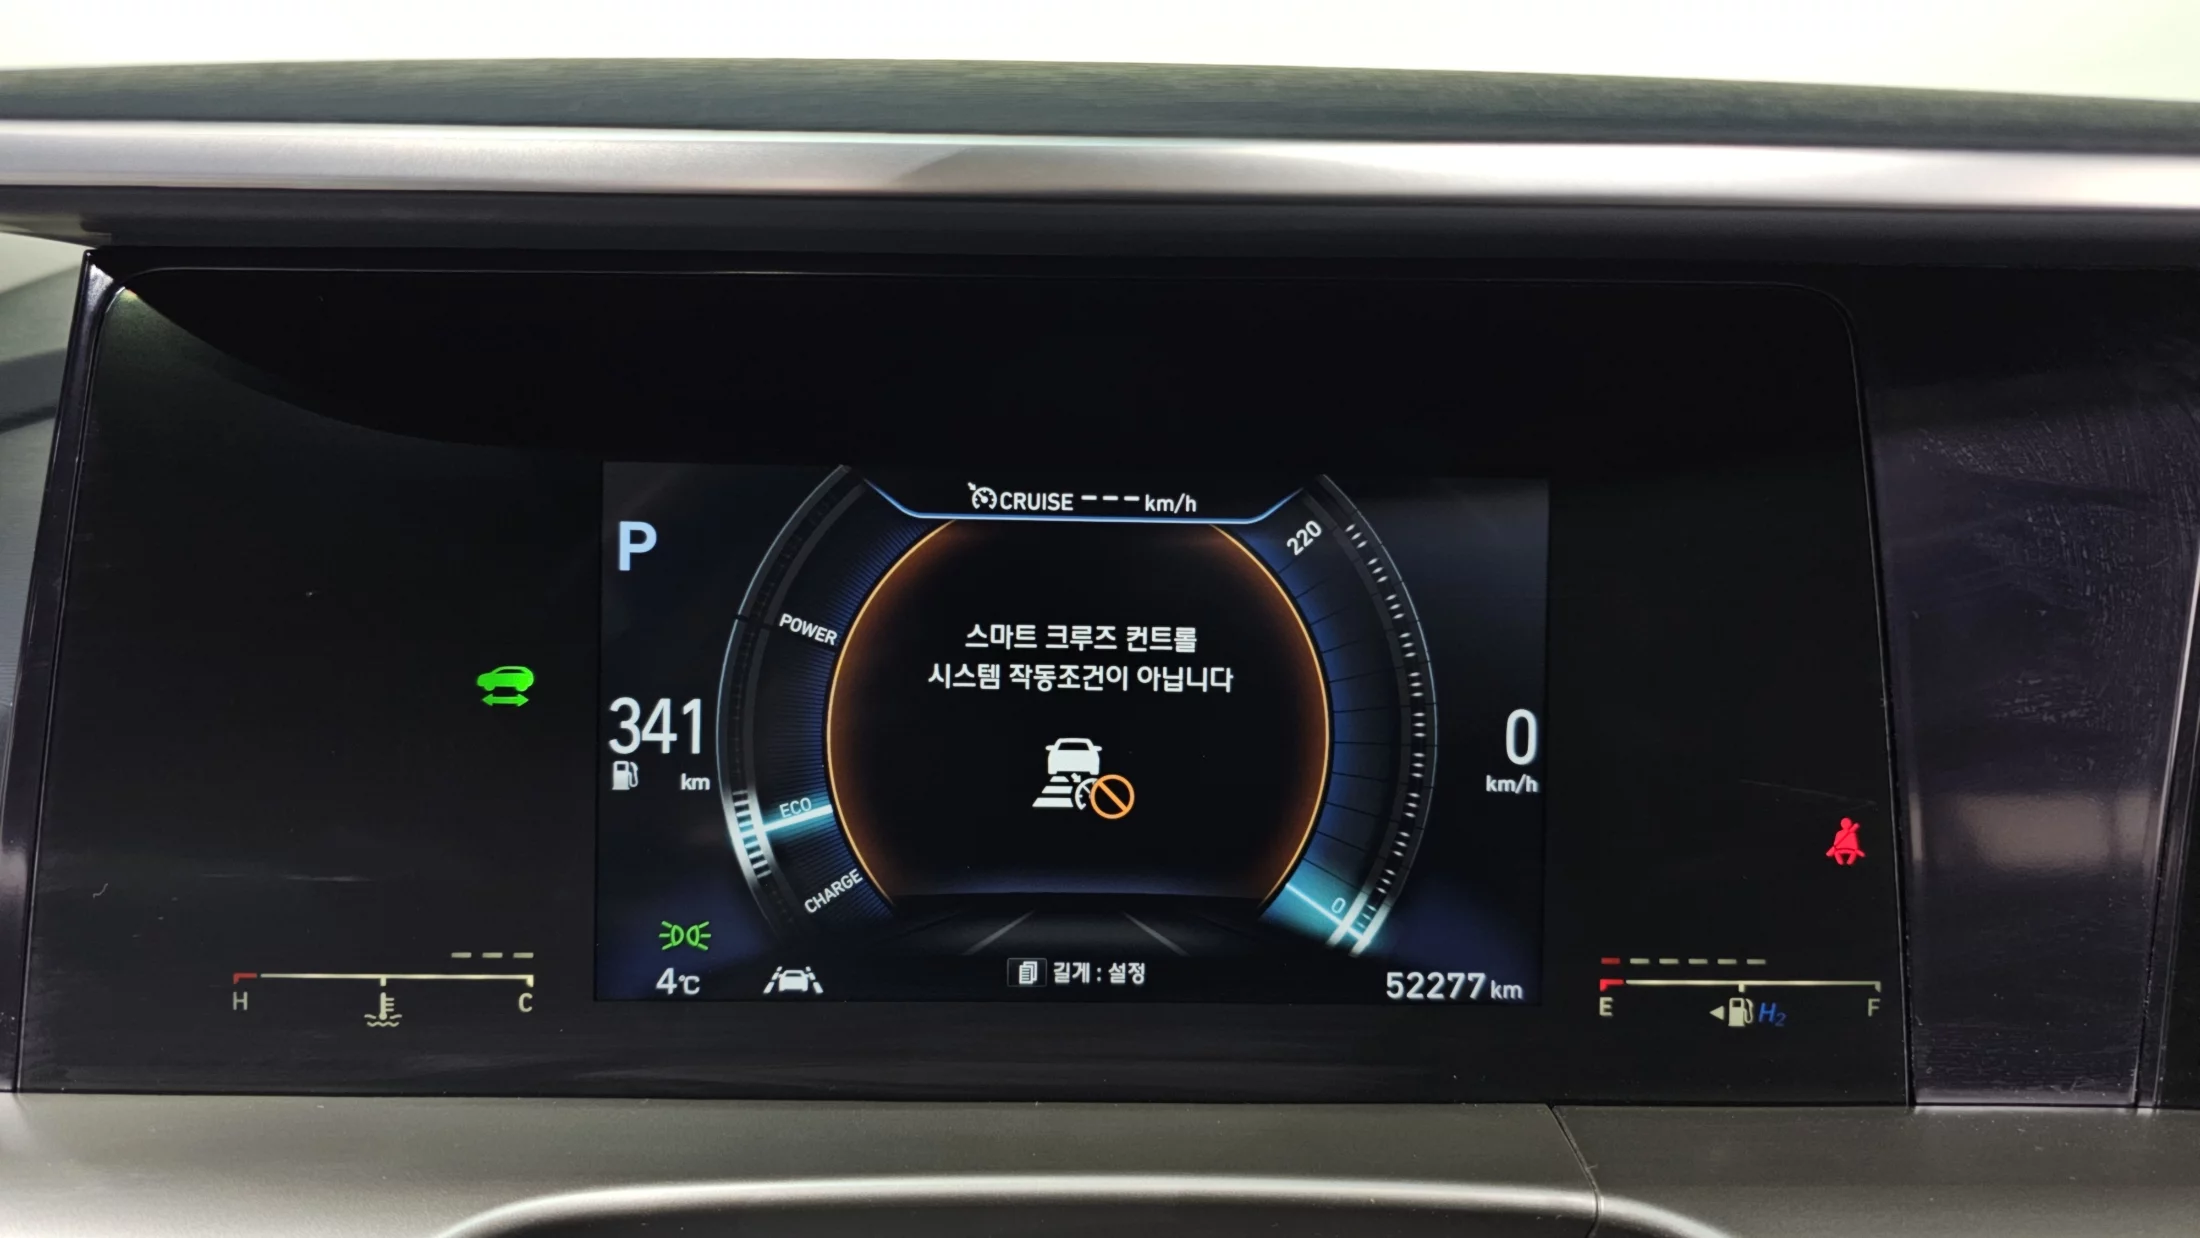 CRUISE --- km/h
P
220
POWER
스마트 크루즈 컨트롤
시스템 작동조건이 아닙니다
341
km
0
km/h
ECO
CHARGE
0
4℃
길게 : 설정
52277 km
H
C
E
H2
F